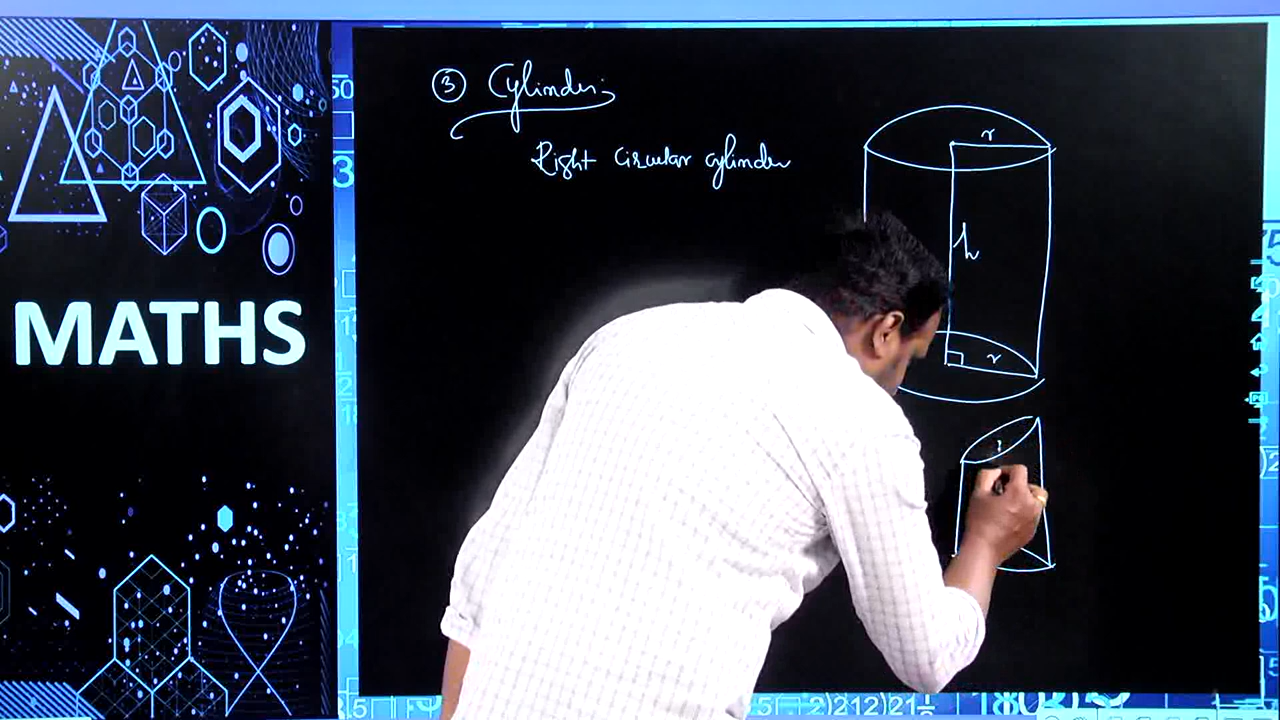 ③ Cylinder:-
Right circular cylinder
r
h
r
MATHS